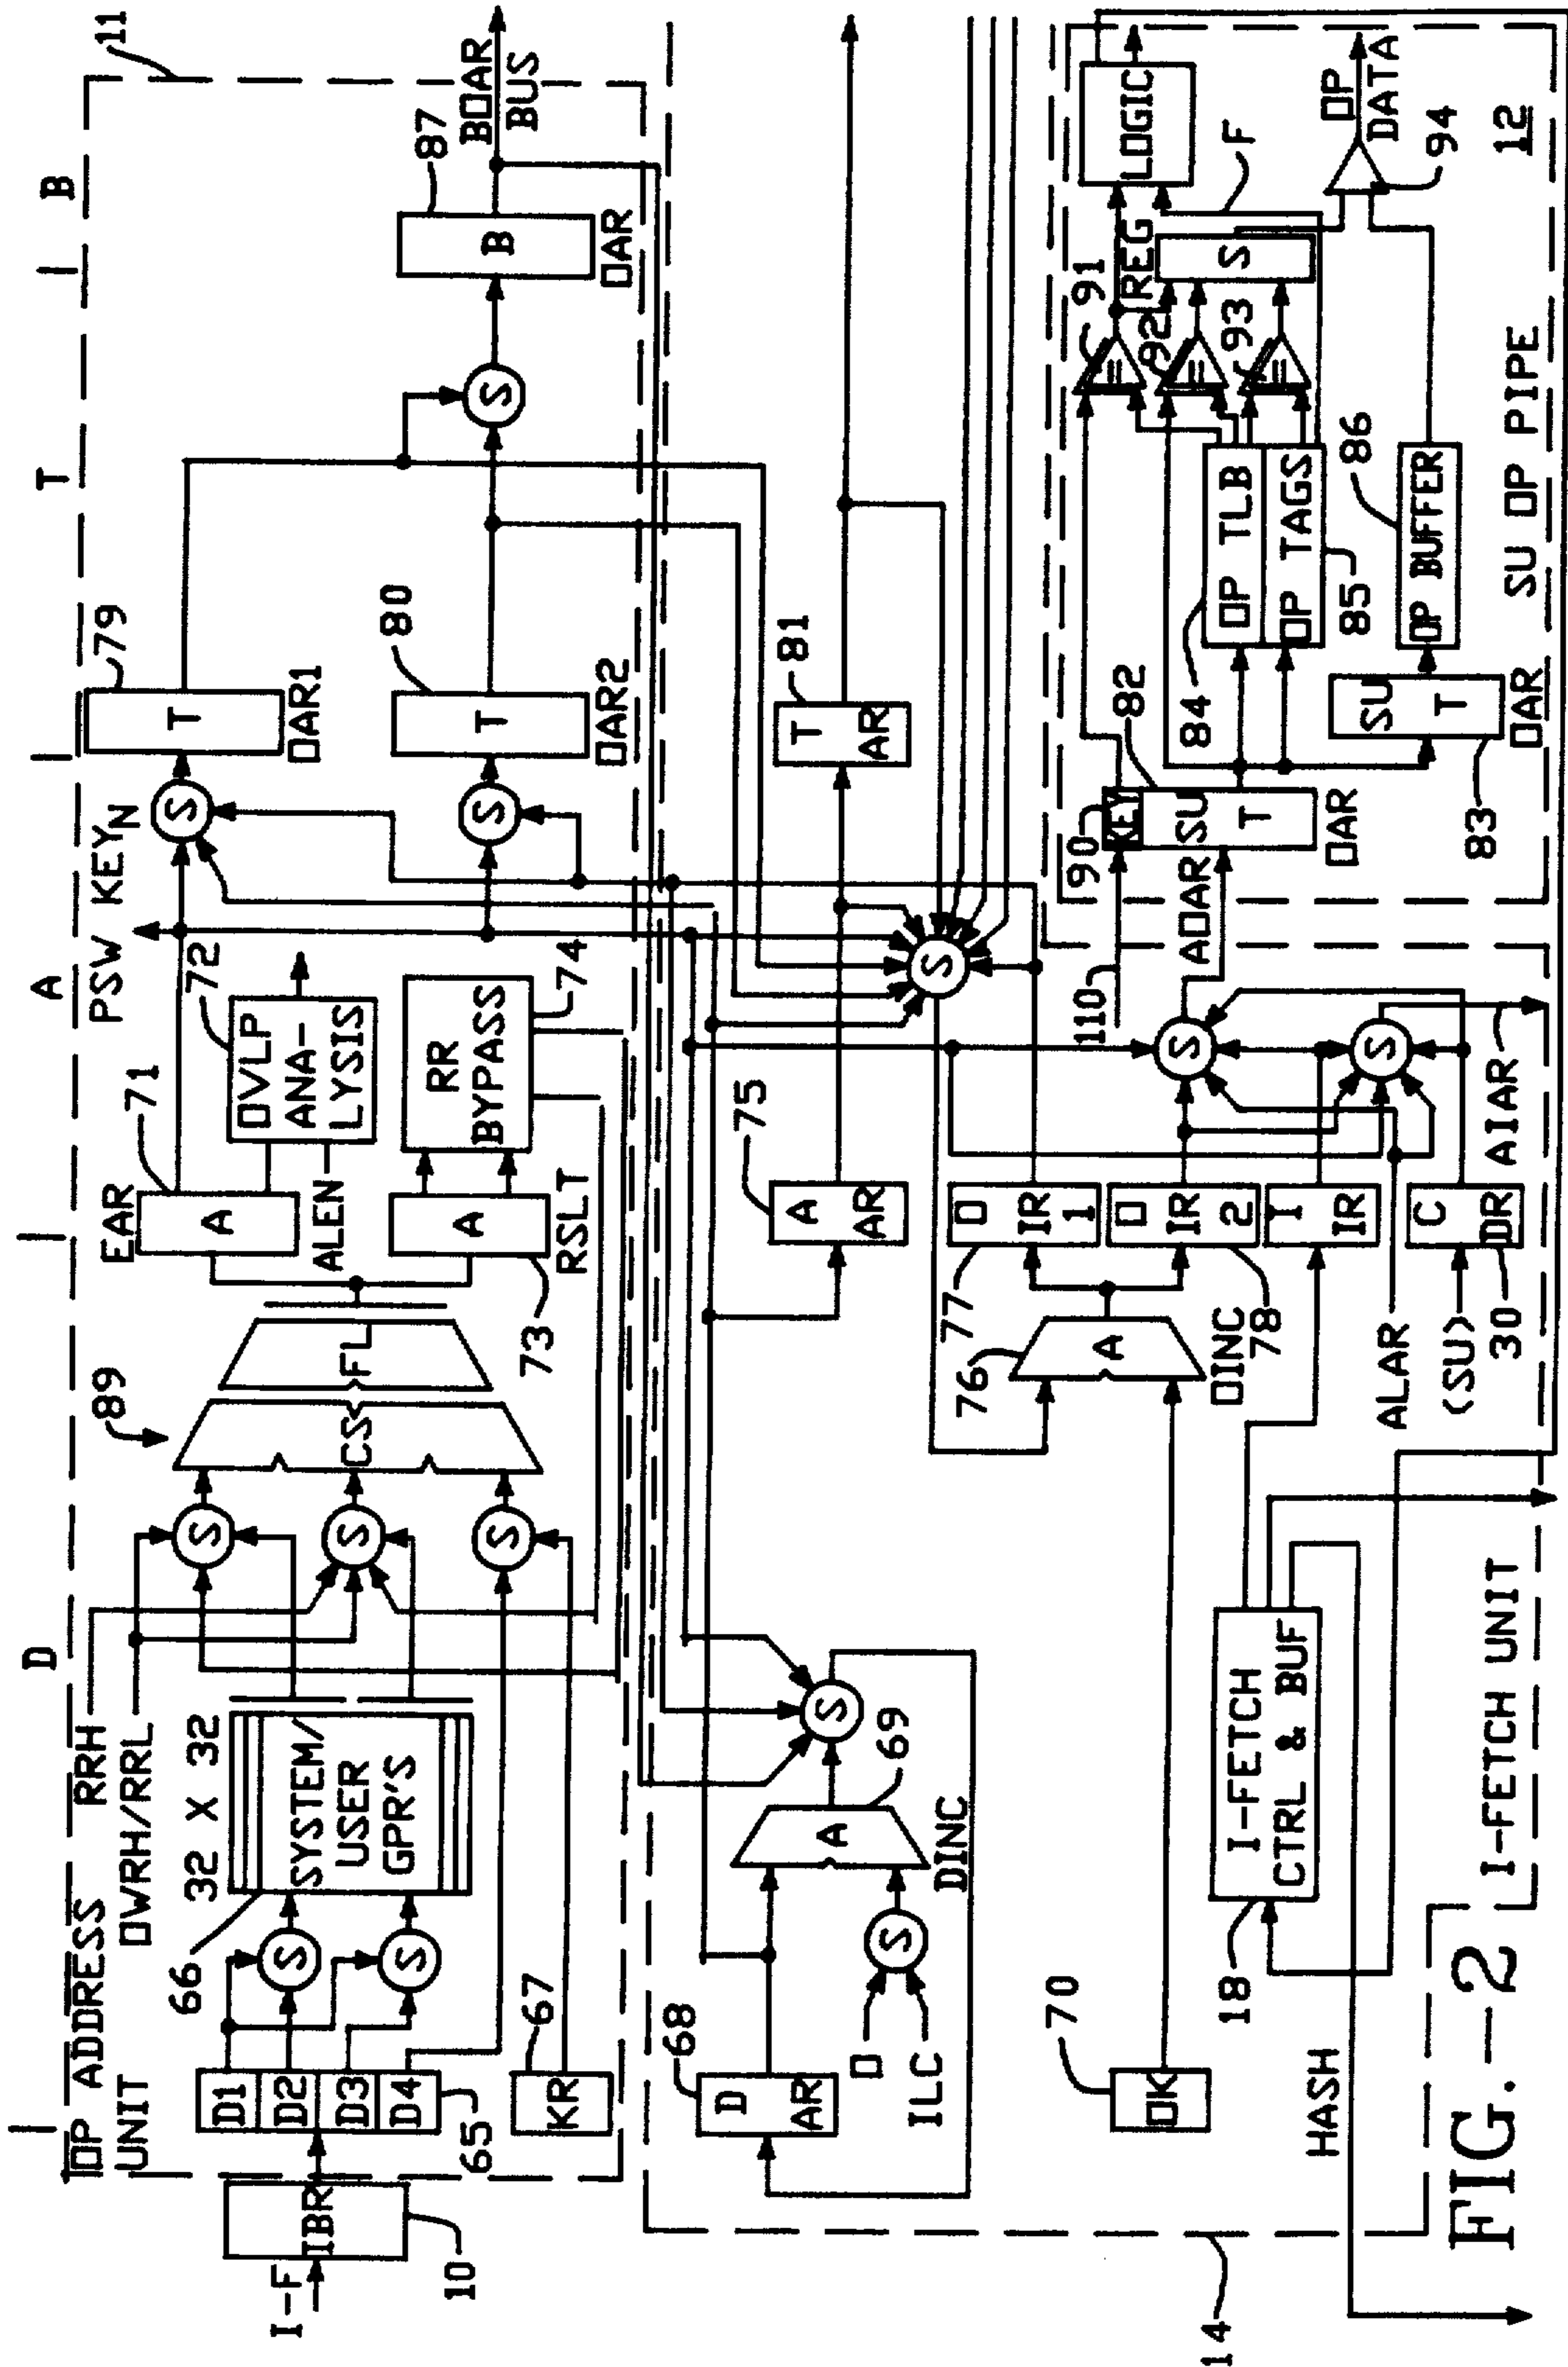 D
A
T
B
OP ADDRESS
UNIT
RRH
OWRH/RRL
32 X 32
66
SYSTEM/
USER
GPR'S
I-F
IBR
10
D1
D2
D3
D4
65
KR
67
S
S
S
S
S
89
CS
FL
EAR
A
71
ALEN
OVLP
ANA-
LYSIS
72
A
RSLT
73
RR
BYPASS
74
PSW KEY
N
S
T
79
OAR1
S
T
80
OAR2
S
B
87
OAR
BOAR
BUS
11
D
AR
68
0
ILC
S
A
69
DINC
S
A
AR
75
T
AR
81
S
OK
70
A
76
OINC
O
IR
1
77
O
IR
2
78
I
IR
C
DR
30
ALAR
(SU)
AIAR
S
S
110
AOAR
I-FETCH
CTRL & BUF
18
HASH
I-FETCH UNIT
14
90
KEY
SU
T
OAR
82
SU
T
OAR
83
84
OP TLB
OP TAGS
85
OP BUFFER
86
91
92
93
=
=
=
REG
S
F
LOGIC
OP
DATA
94
12
SU OP PIPE
FIG.-2